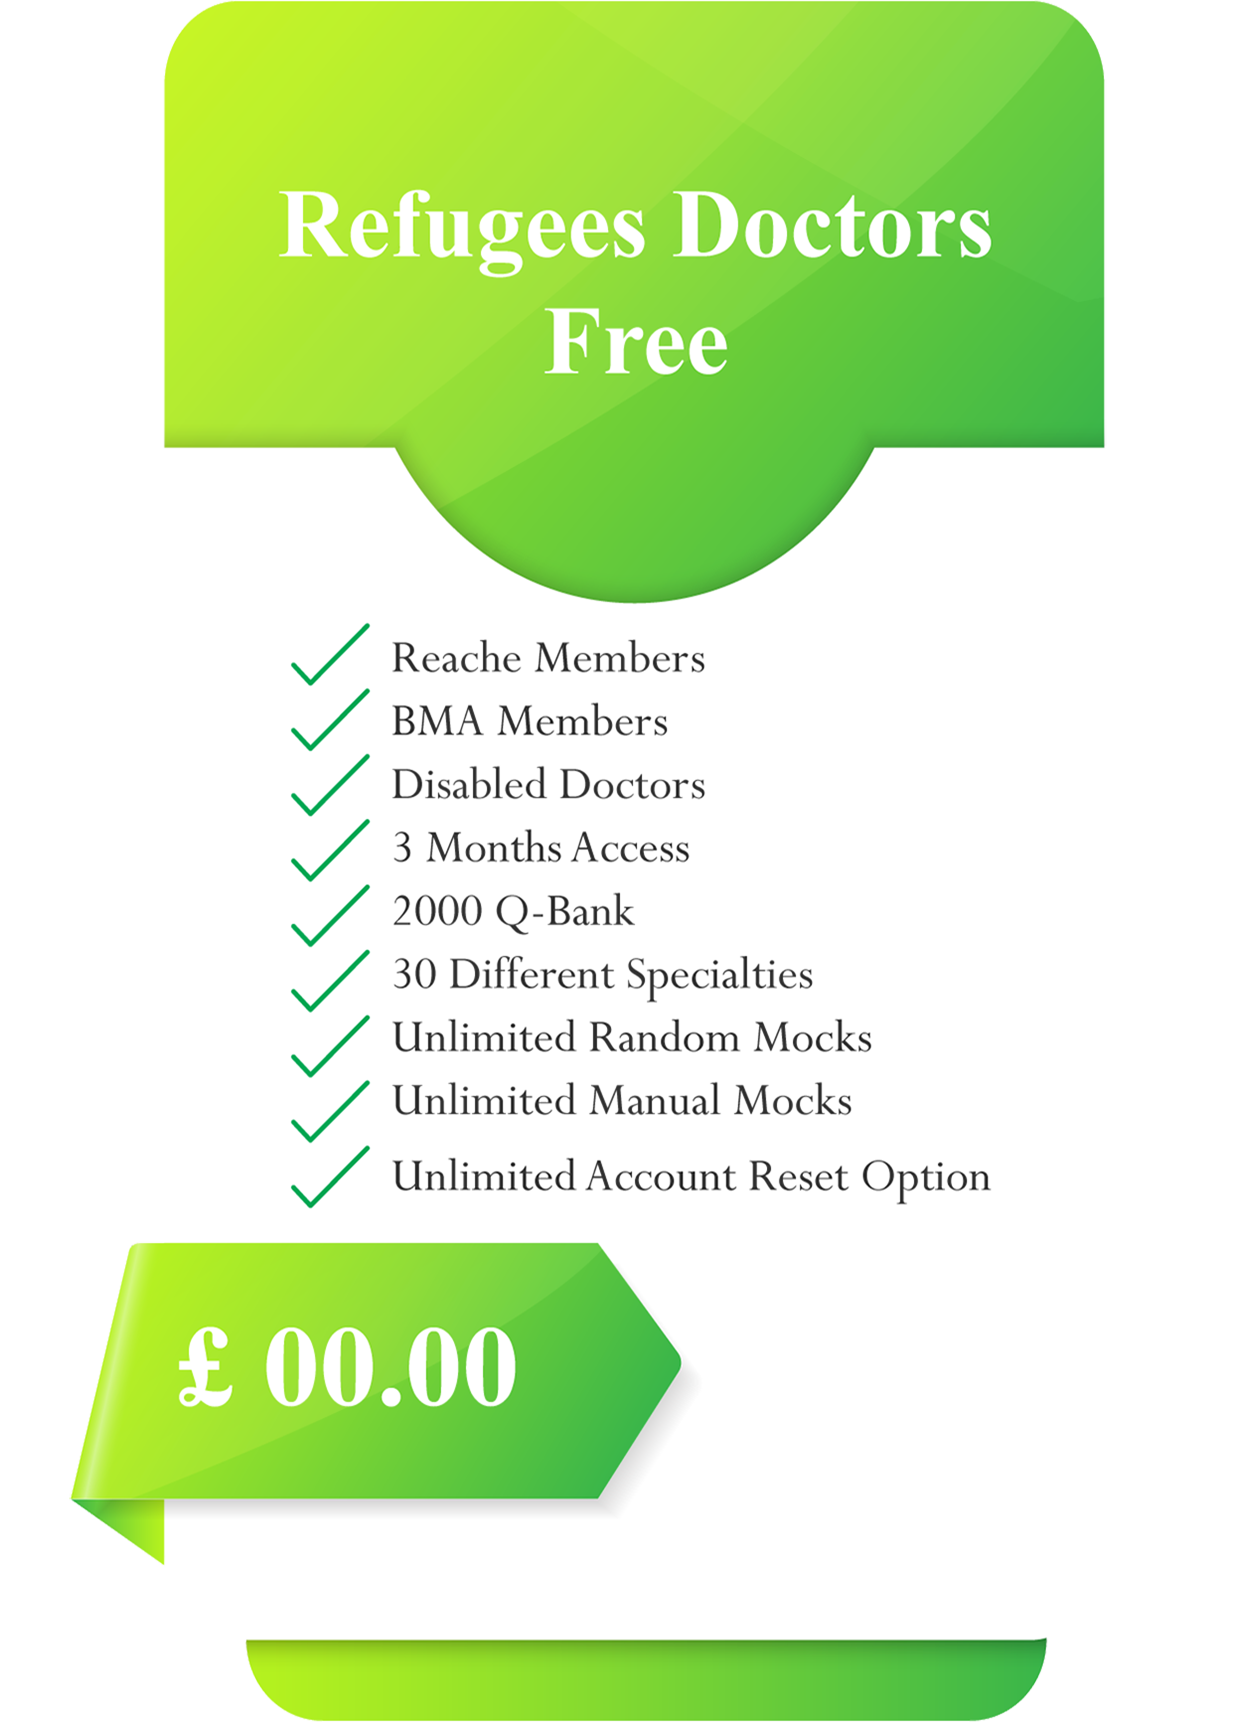 Refugees Doctors
Free
Reache Members
BMA Members
Disabled Doctors
3 Months Access
2000 Q-Bank
30 Different Specialties
Unlimited Random Mocks
Unlimited Manual Mocks
Unlimited Account Reset Option
£ 00.00